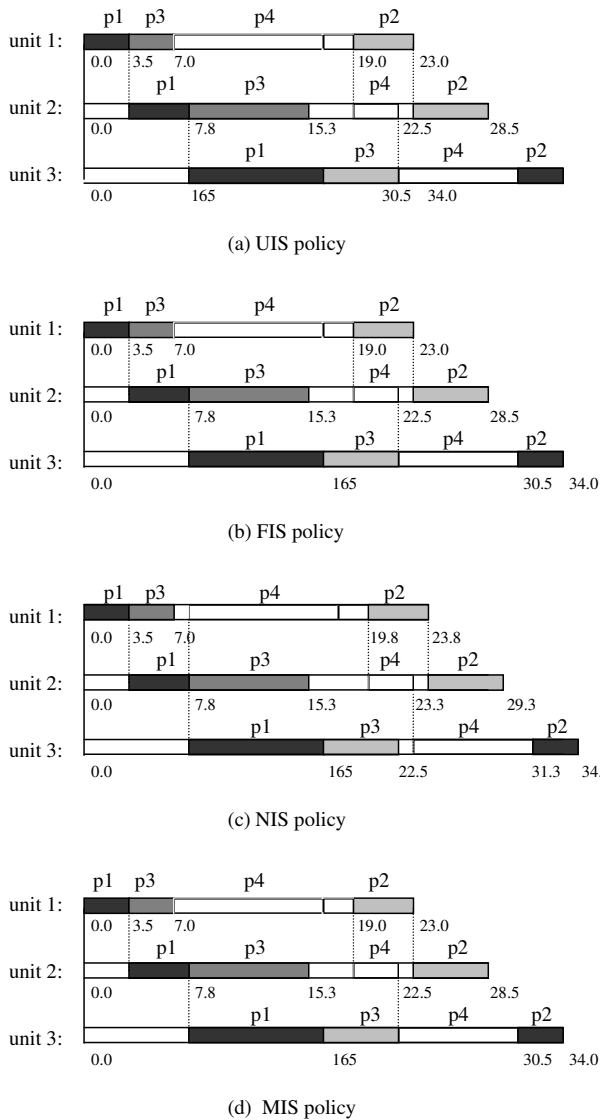 p1 p3 p4 p2
unit 1:
0.0 3.5 7.0 19.0 23.0
p1 p3 p4 p2
unit 2:
0.0 7.8 15.3 22.5 28.5
p1 p3 p4 p2
unit 3:
0.0 165 30.5 34.0
(a) UIS policy
p1 p3 p4 p2
unit 1:
0.0 3.5 7.0 19.0 23.0
p1 p3 p4 p2
unit 2:
0.0 7.8 15.3 22.5 28.5
p1 p3 p4 p2
unit 3:
0.0 165 30.5 34.0
(b) FIS policy
p1 p3 p4 p2
unit 1:
0.0 3.5 7.0 19.8 23.8
p1 p3 p4 p2
unit 2:
0.0 7.8 15.3 23.3 29.3
p1 p3 p4 p2
unit 3:
0.0 165 22.5 31.3 34.
(c) NIS policy
p1 p3 p4 p2
unit 1:
0.0 3.5 7.0 19.0 23.0
p1 p3 p4 p2
unit 2:
0.0 7.8 15.3 22.5 28.5
p1 p3 p4 p2
unit 3:
0.0 165 30.5 34.0
(d) MIS policy